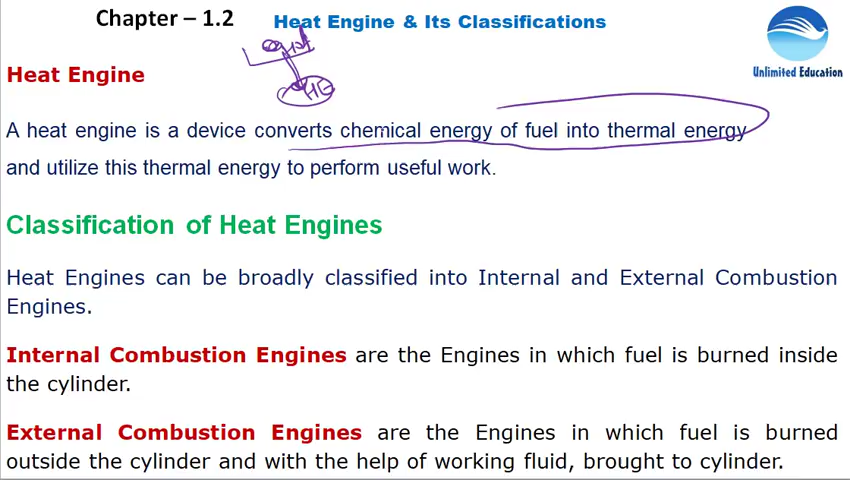 Chapter – 1.2
Heat Engine & Its Classifications
Unlimited Education
Heat Engine
HE
A heat engine is a device converts chemical energy of fuel into thermal energy
and utilize this thermal energy to perform useful work.
Classification of Heat Engines
Heat Engines can be broadly classified into Internal and External Combustion
Engines.
Internal Combustion Engines are the Engines in which fuel is burned inside
the cylinder.
External Combustion Engines are the Engines in which fuel is burned
outside the cylinder and with the help of working fluid, brought to cylinder.